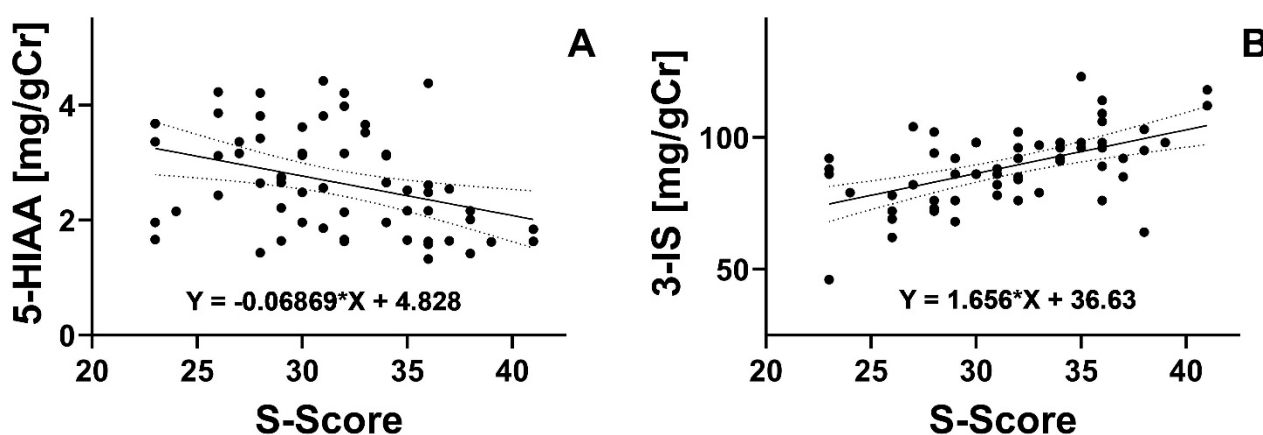 A
5-HIAA [mg/gCr]
4
2
0
Y = -0.06869*X + 4.828
20 25 30 35 40
S-Score
B
3-IS [mg/gCr]
100
50
Y = 1.656*X + 36.63
20 25 30 35 40
S-Score